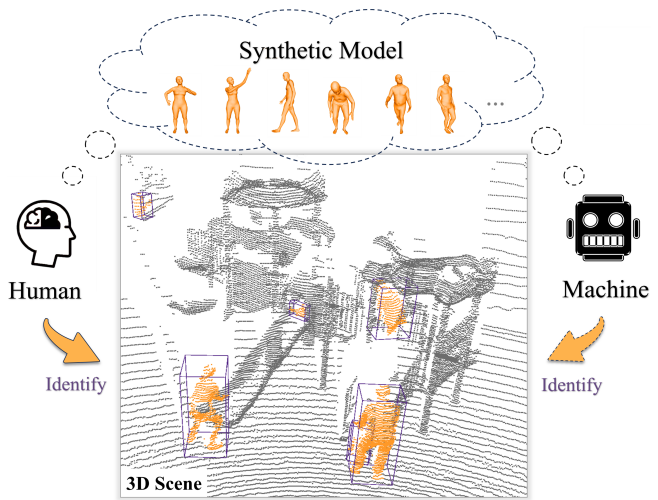 Synthetic Model
...
Human
Machine
Identify
Identify
3D Scene